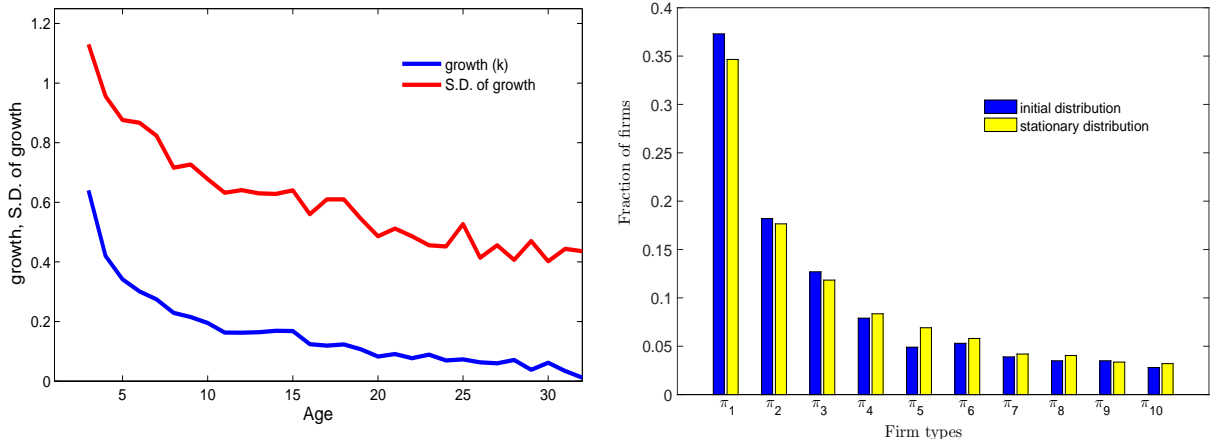 1.2
1
0.8
0.6
0.4
0.2
0
growth, S.D. of growth
growth (k)
S.D. of growth
5 10 15 20 25 30
Age
0.4
0.35
0.3
0.25
0.2
0.15
0.1
0.05
0
Fraction of firms
initial distribution
stationary distribution
π1 π2 π3 π4 π5 π6 π7 π8 π9 π10
Firm types